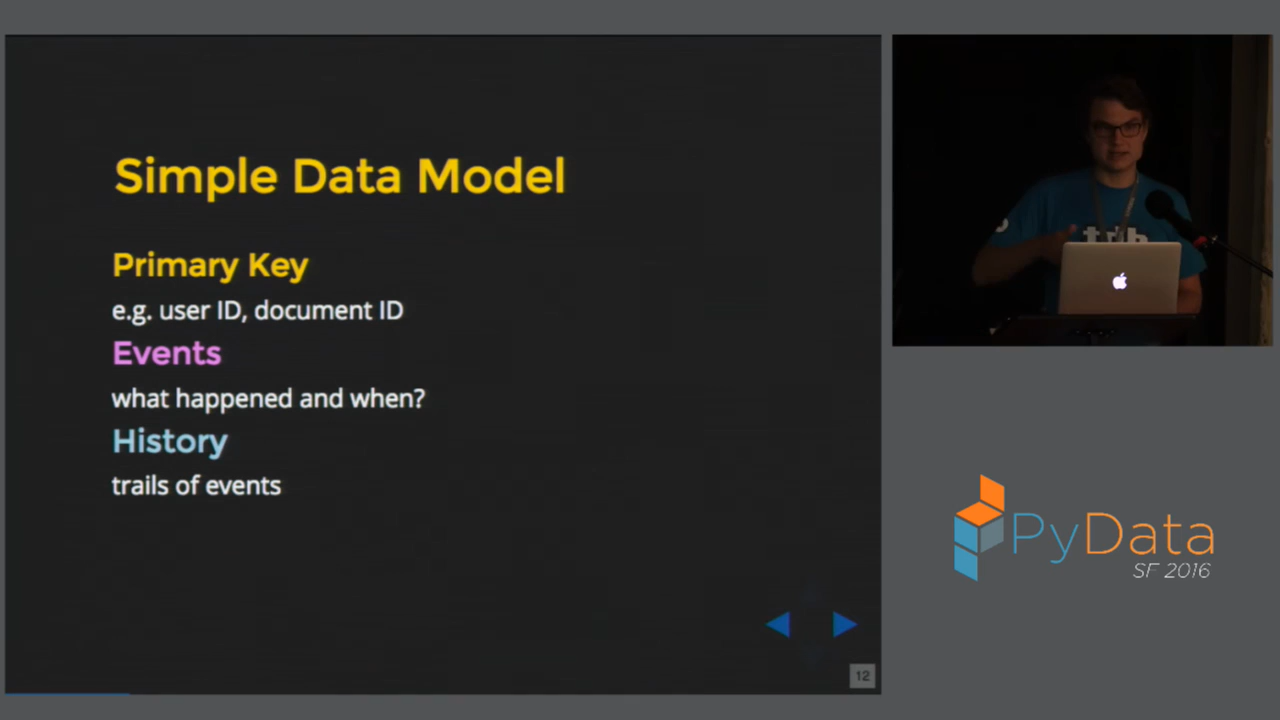 Simple Data Model
Primary Key
e.g. user ID, document ID
Events
what happened and when?
History
trails of events
12
PyData
SF 2016